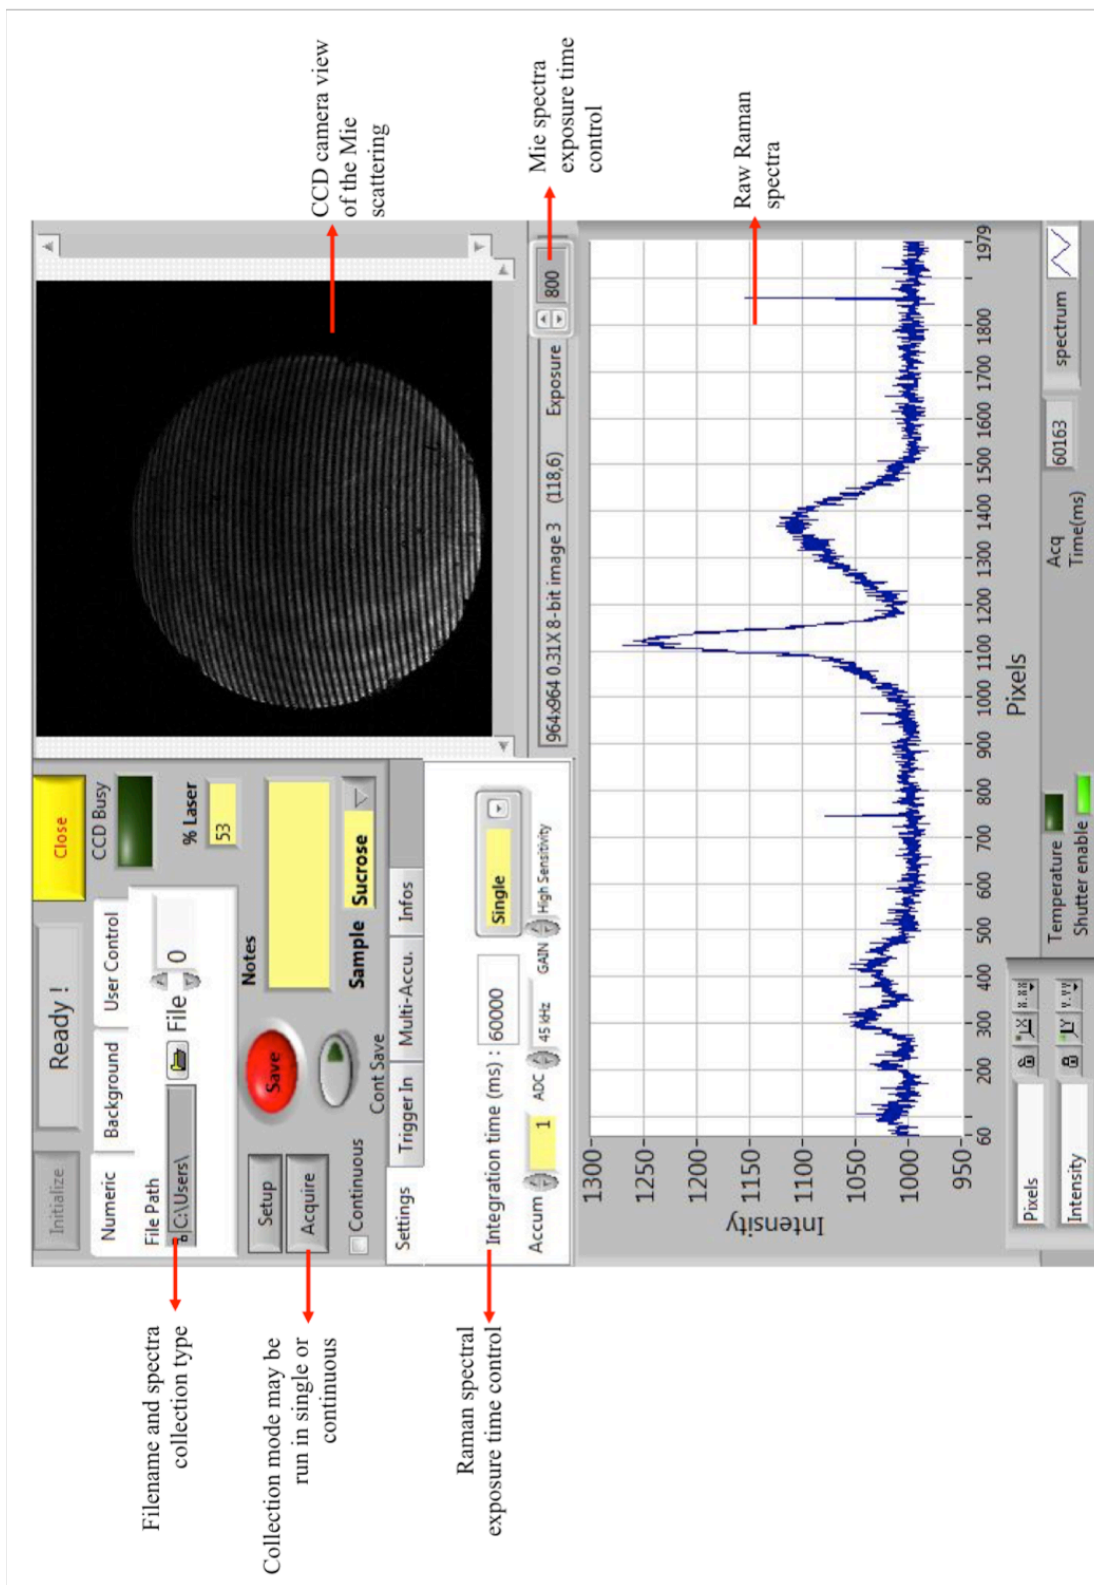 Filename and spectra
collection type
Collection mode may be
run in single or
continuous
Raman spectral
exposure time control
Initialize
Ready !
Close
Numeric
Background
User Control
CCD Busy
File Path
C:\Users\
File
0
% Laser
53
Setup
Acquire
Save
Notes
Continuous
Cont Save
Sample
Sucrose
Settings
Trigger In
Multi-Accu.
Infos
Integration time (ms) :
60000
Single
Accum
1
ADC
45 kHz
GAIN
High Sensitivity
964x964 0.31X 8-bit image 3 (118,6)
Exposure
800
CCD camera view
of the Mie
scattering
Mie spectra
exposure time
control
Raw Raman
spectra
Intensity
1300
1250
1200
1150
1100
1050
1000
950
60 200 300 400 500 600 700 800 900 1000 1100 1200 1300 1400 1500 1600 1700 1800 1979
Pixels
Pixels
X.XX
Intensity
Y.YY
Temperature
Shutter enable
Acq
Time(ms)
60163
spectrum